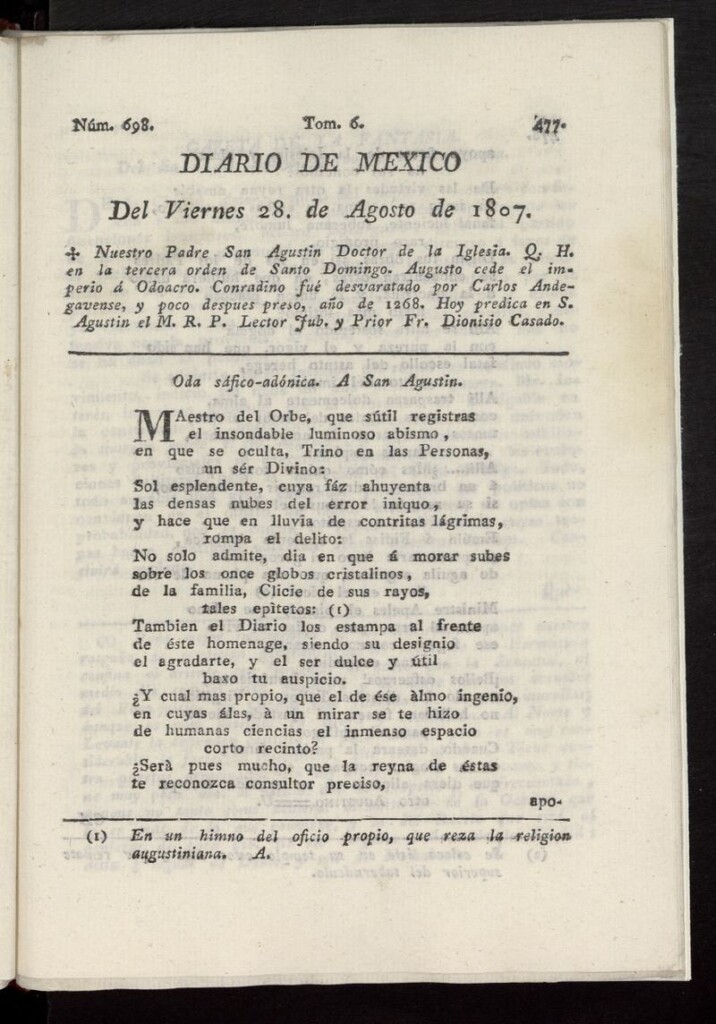 Núm. 698. Tom. 6. 477.
DIARIO DE MEXICO
Del Viernes 28. de Agosto de 1807.
✢ Nuestro Padre San Agustin Doctor de la Iglesia. Q. H.
en la tercera orden de Santo Domingo. Augusto cede el im-
perio á Odoacro. Conradino fué desvaratado por Carlos Ande-
gavense, y poco despues preso, año de 1268. Hoy predica en S.
Agustin el M. R. P. Lector Jub. y Prior Fr. Dionisio Casado.
Oda sáfico-adónica. A San Agustin.
MAestro del Orbe, que sútil registras
el insondable luminoso abismo,
en que se oculta, Trino en las Personas,
un sér Divino:
Sol esplendente, cuya fáz ahuyenta
las densas nubes del error iniquo,
y hace que en lluvia de contritas lágrimas,
rompa el delito:
No solo admite, dia en que á morar subes
sobre los once globos cristalinos,
de la familia, Clicie de sus rayos,
tales epìtetos: (1)
Tambien el Diario los estampa al frente
de éste homenage, siendo su designio
el agradarte, y el ser dulce y útil
baxo tu auspicio.
¿Y cual mas propio, que el de ése àlmo ingenio,
en cuyas álas, à un mirar se te hizo
de humanas ciencias el inmenso espacio
corto recinto?
¿Serà pues mucho, que la reyna de éstas
te reconozca consultor preciso,
apo-
(1) En un himno del oficio propio, que reza la religion
augustiniana. A.